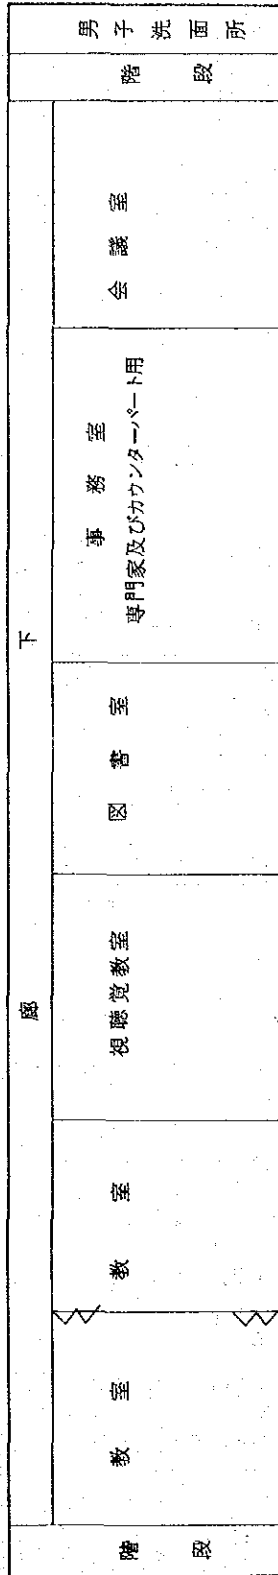 廊下
階段
教室
教室
視聴覚教室
図書室
事務室
専門家及びカウンターパート用
会議室
階段
男子洗面所